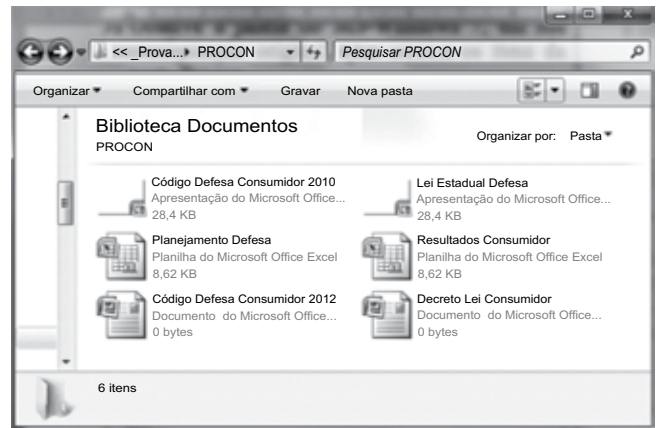 << _Prova... PROCON
Pesquisar PROCON
Organizar Compartilhar com Gravar Nova pasta
Biblioteca Documentos
PROCON
Organizar por: Pasta
Código Defesa Consumidor 2010
Apresentação do Microsoft Office...
28,4 KB
Lei Estadual Defesa
Apresentação do Microsoft Office...
28,4 KB
Planejamento Defesa
Planilha do Microsoft Office Excel
8,62 KB
Resultados Consumidor
Planilha do Microsoft Office Excel
8,62 KB
Código Defesa Consumidor 2012
Documento do Microsoft Office...
0 bytes
Decreto Lei Consumidor
Documento do Microsoft Office...
0 bytes
6 itens